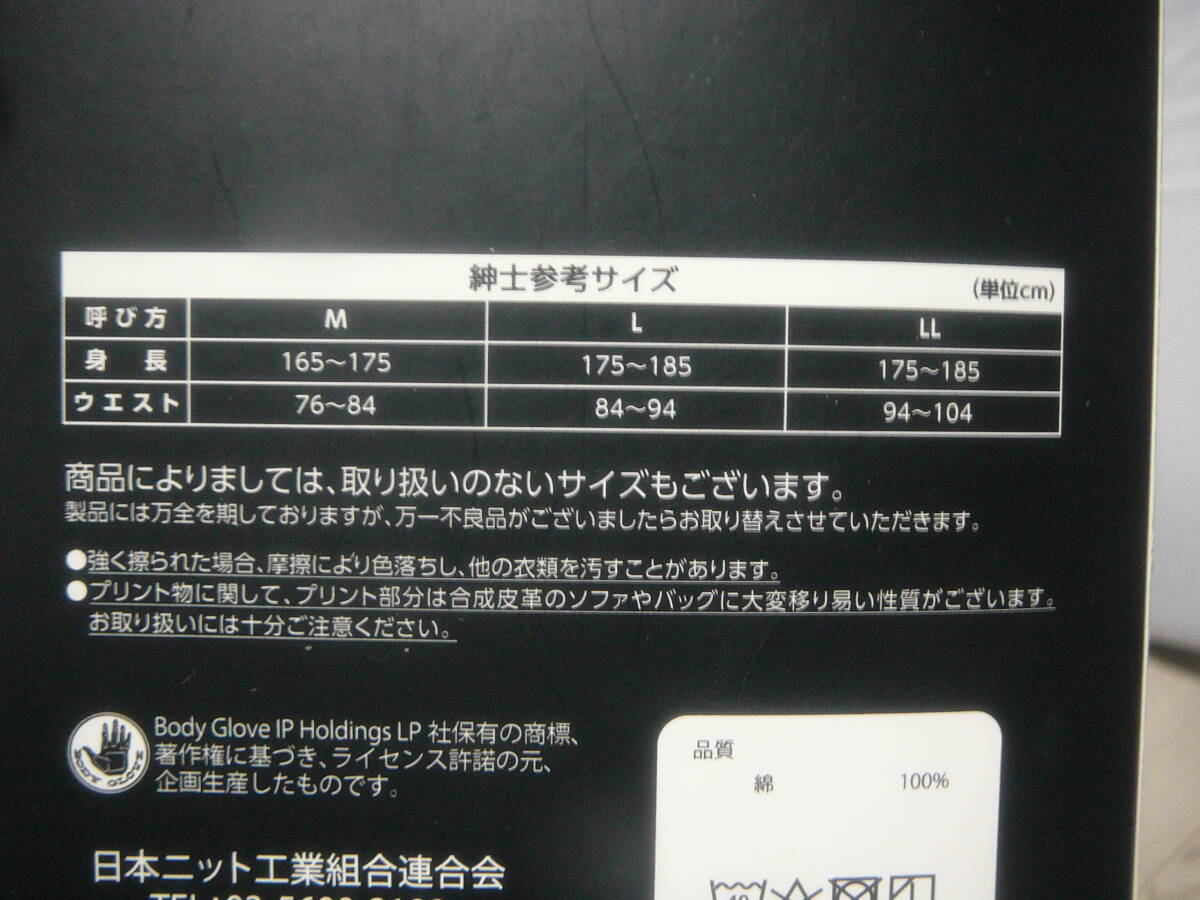 紳士参考サイズ (単位cm)
呼び方 M L LL
身長 165〜175 175〜185 175〜185
ウエスト 76〜84 84〜94 94〜104
商品によりましては、取り扱いのないサイズもございます。
製品には万全を期しておりますが、万一不良品がございましたらお取り替えさせていただきます。
●強く擦られた場合、摩擦により色落ちし、他の衣類を汚すことがあります。
●プリント物に関して、プリント部分は合成皮革のソファやバッグに大変移り易い性質がございます。
お取り扱いには十分ご注意ください。
BODY GLOVE
Body Glove IP Holdings LP 社保有の商標、
著作権に基づき、ライセンス許諾の元、
企画生産したものです。
品質
綿 100%
日本ニット工業組合連合会
40